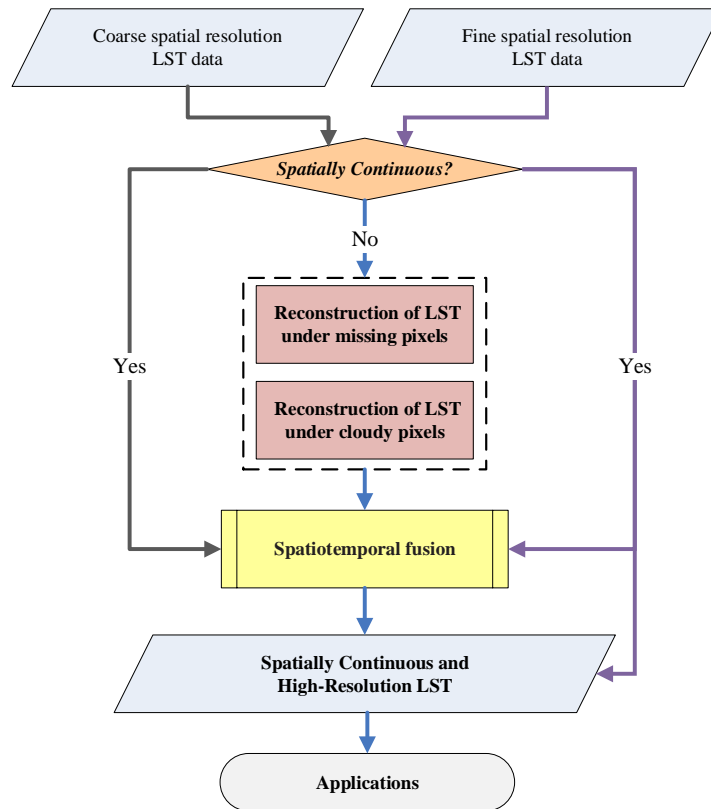 Coarse spatial resolution
LST data
Fine spatial resolution
LST data
Spatially Continuous?
No
Reconstruction of LST
under missing pixels
Yes
Yes
Reconstruction of LST
under cloudy pixels
Spatiotemporal fusion
Spatially Continuous and
High-Resolution LST
Applications